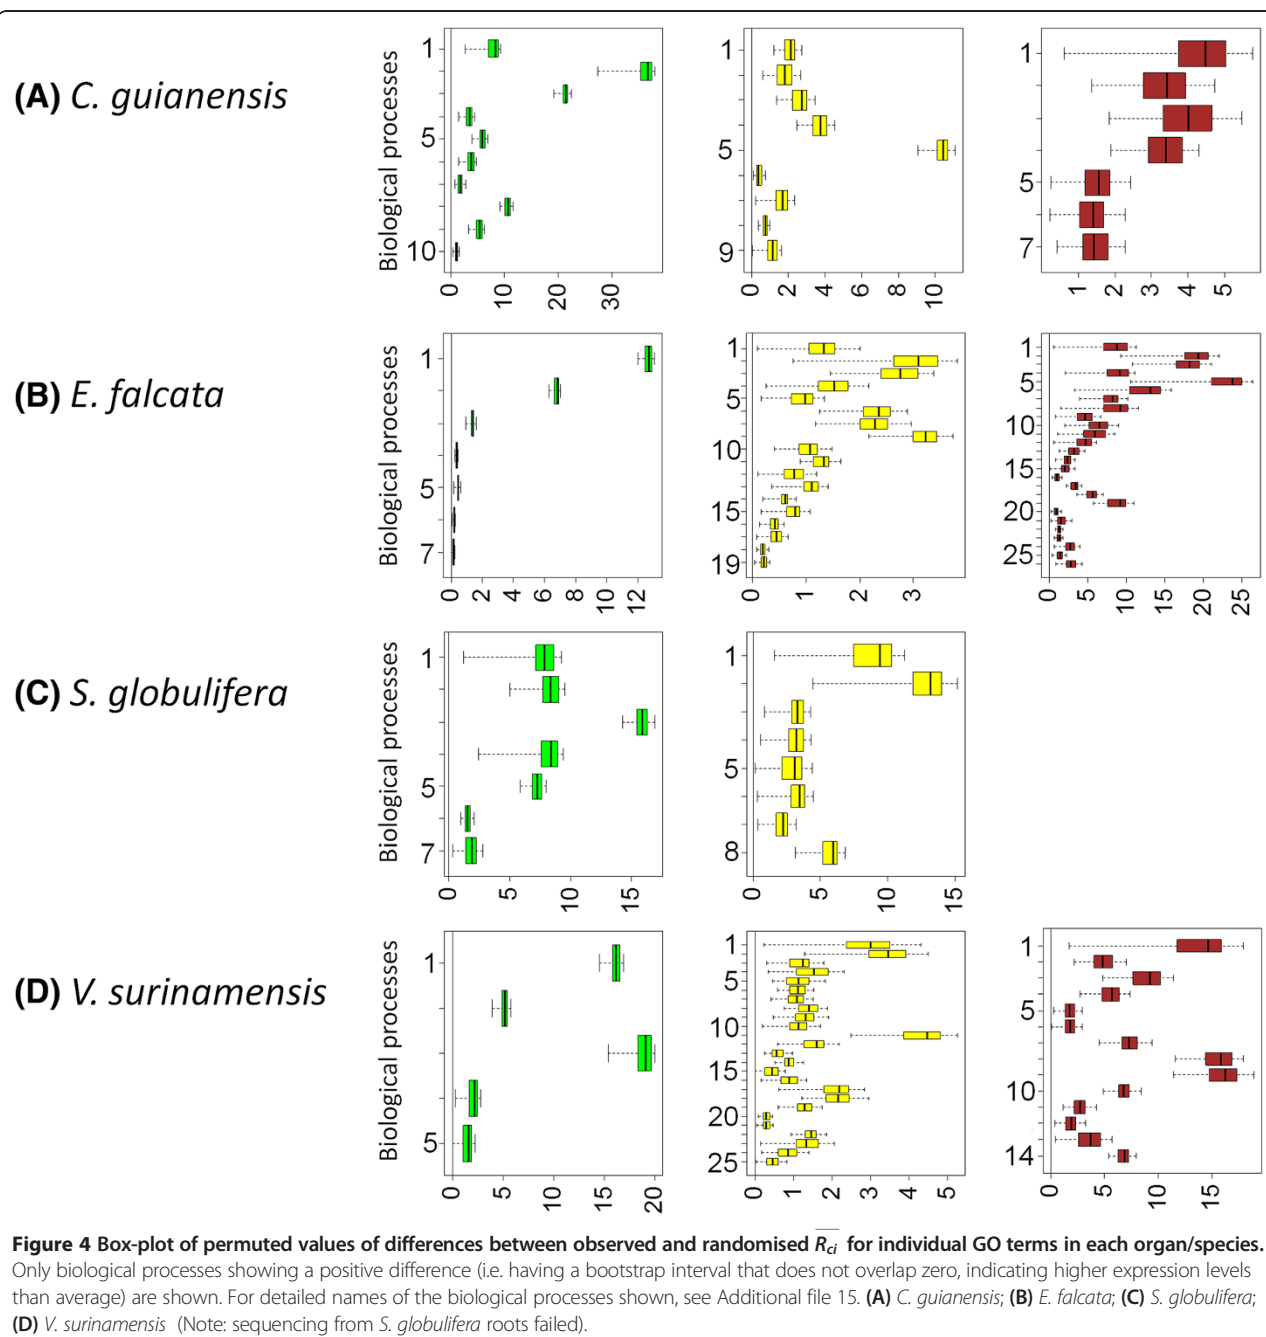 (A) C. guianensis
Biological processes
1
5
10
0 10 20 30
1
5
9
0 2 4 6 8 10
1
5
7
1 2 3 4 5
(B) E. falcata
Biological processes
1
5
7
0 2 4 6 8 10 12
1
5
10
15
19
0 1 2 3
1
5
10
15
20
25
0 5 10 15 20 25
(C) S. globulifera
Biological processes
1
5
7
0 5 10 15
1
5
8
0 5 10 15
(D) V. surinamensis
Biological processes
1
5
0 5 10 15 20
1
5
10
15
20
25
0 1 2 3 4 5
1
5
10
14
0 5 10 15
Figure 4 Box-plot of permuted values of differences between observed and randomised R̅c̅i̅ for individual GO terms in each organ/species.
Only biological processes showing a positive difference (i.e. having a bootstrap interval that does not overlap zero, indicating higher expression levels
than average) are shown. For detailed names of the biological processes shown, see Additional file 15. (A) C. guianensis; (B) E. falcata; (C) S. globulifera;
(D) V. surinamensis (Note: sequencing from S. globulifera roots failed).